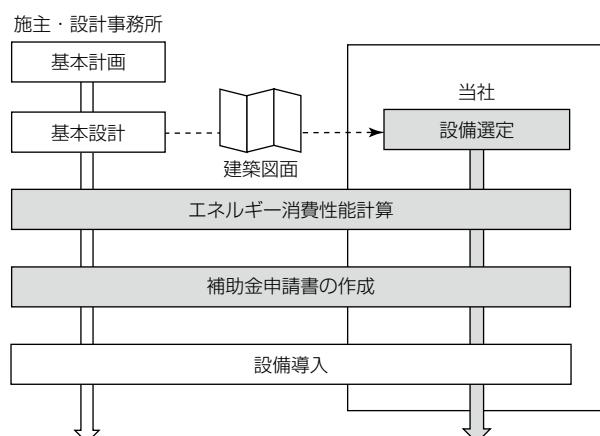 施主・設計事務所
基本計画
当社
基本設計
設備選定
建築図面
エネルギー消費性能計算
補助金申請書の作成
設備導入